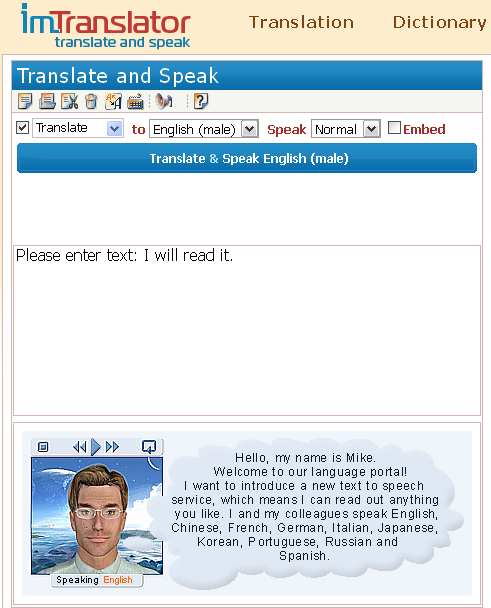 imTranslator
translate and speak
Translation Dictionary
Translate and Speak
Translate to English (male) Speak Normal Embed
Translate & Speak English (male)
Please enter text: I will read it.
Hello, my name is Mike.
Welcome to our language portal!
I want to introduce a new text to speech
service, which means I can read out anything
you like. I and my colleagues speak English,
Chinese, French, German, Italian, Japanese,
Korean, Portuguese, Russian and
Spanish.
Speaking English